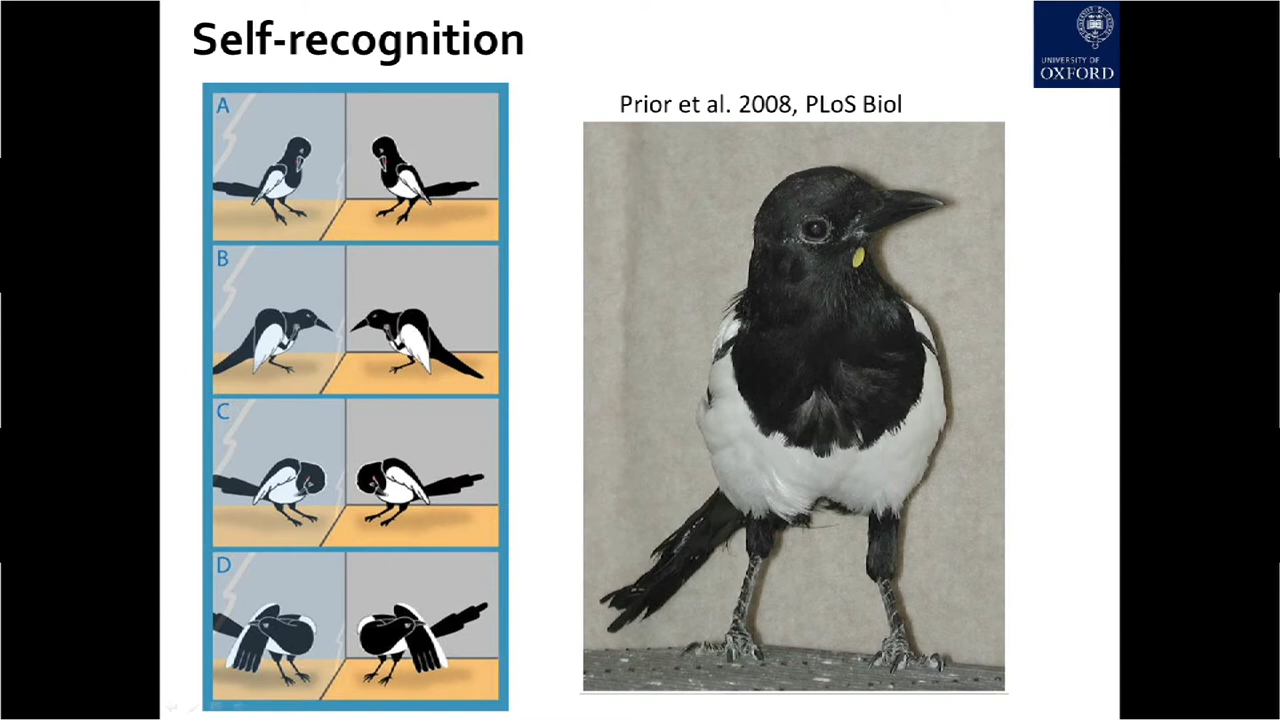 Self-recognition
UNIVERSITY OF
OXFORD
Prior et al. 2008, PLoS Biol
A
B
C
D